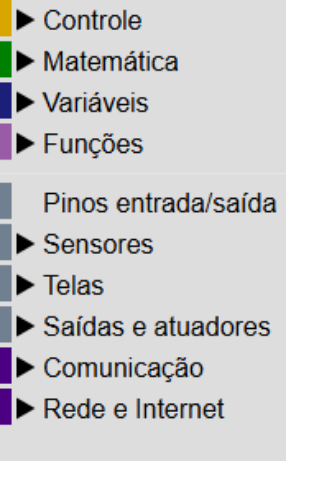 Controle
Matemática
Variáveis
Funções
Pinos entrada/saída
Sensores
Telas
Saídas e atuadores
Comunicação
Rede e Internet